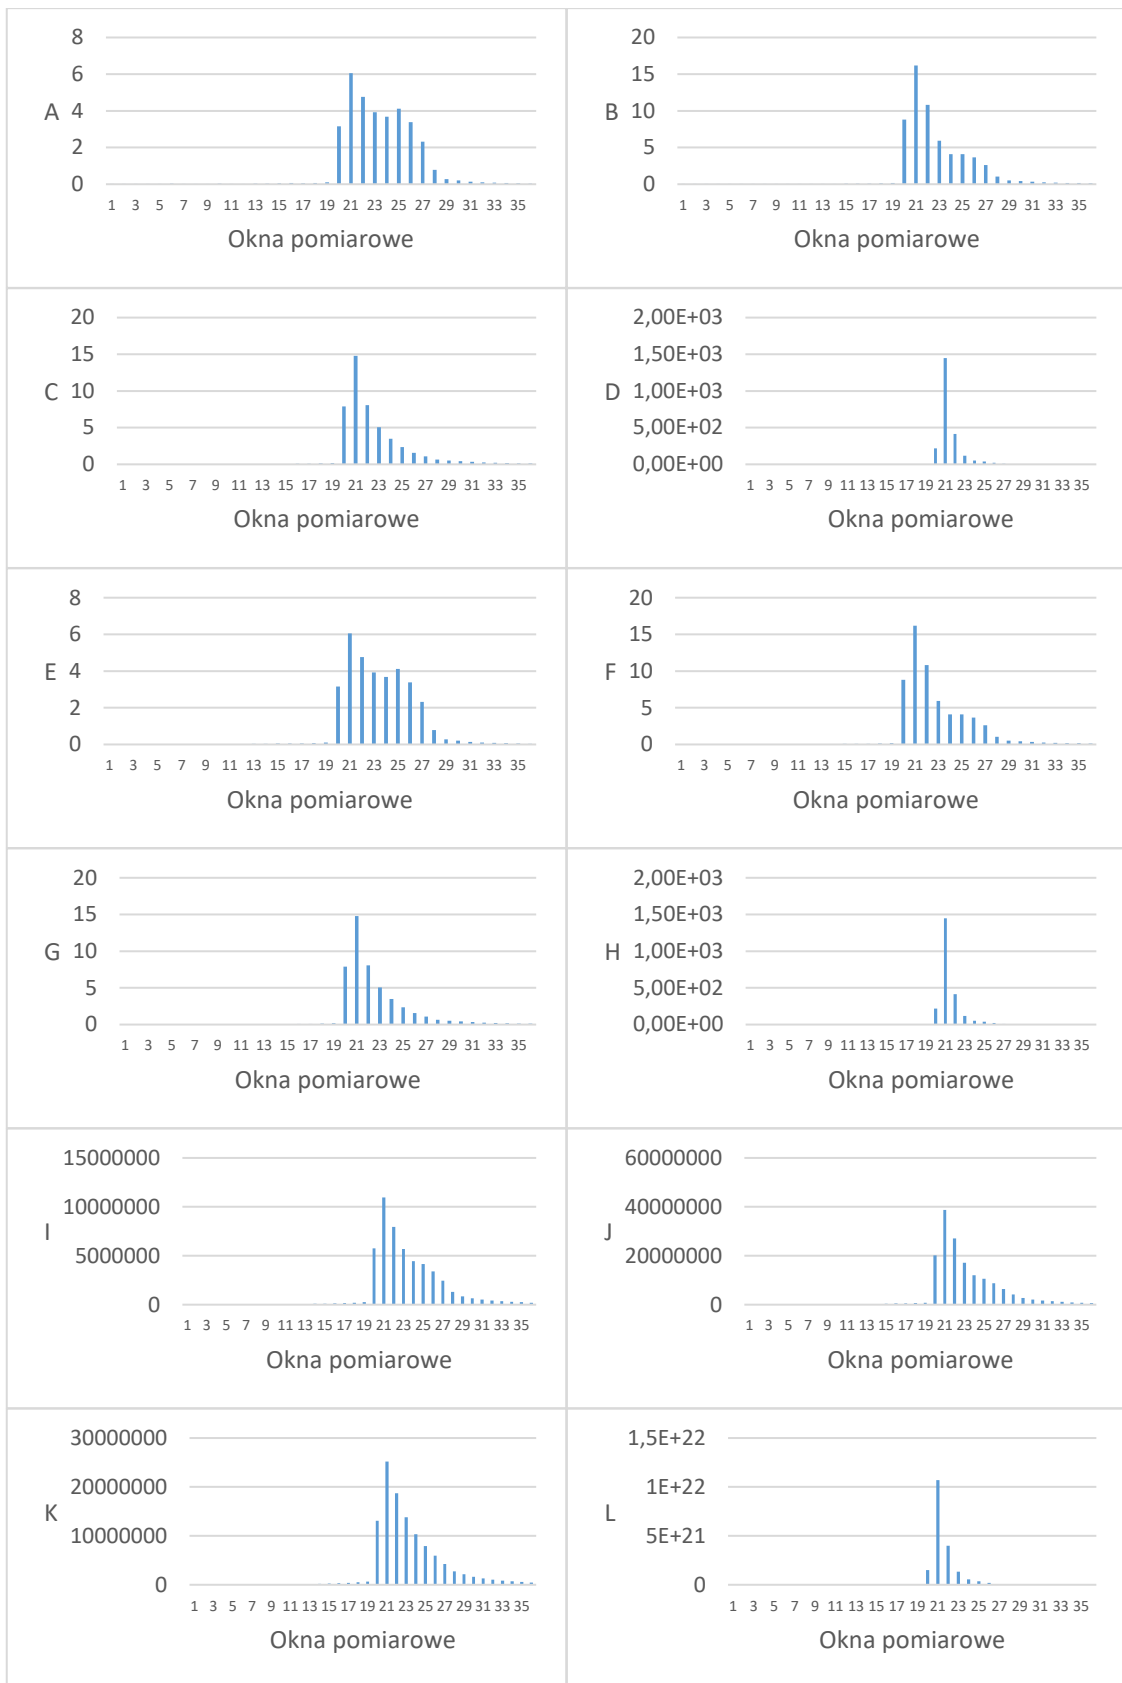 8
6
A 4
2
0
1 3 5 7 9 11 13 15 17 19 21 23 25 27 29 31 33 35
Okna pomiarowe
20
15
B 10
5
0
1 3 5 7 9 11 13 15 17 19 21 23 25 27 29 31 33 35
Okna pomiarowe
20
15
C 10
5
0
1 3 5 7 9 11 13 15 17 19 21 23 25 27 29 31 33 35
Okna pomiarowe
2,00E+03
1,50E+03
D 1,00E+03
5,00E+02
0,00E+00
1 3 5 7 9 11 13 15 17 19 21 23 25 27 29 31 33 35
Okna pomiarowe
8
6
E 4
2
0
1 3 5 7 9 11 13 15 17 19 21 23 25 27 29 31 33 35
Okna pomiarowe
20
15
F 10
5
0
1 3 5 7 9 11 13 15 17 19 21 23 25 27 29 31 33 35
Okna pomiarowe
20
15
G 10
5
0
1 3 5 7 9 11 13 15 17 19 21 23 25 27 29 31 33 35
Okna pomiarowe
2,00E+03
1,50E+03
H 1,00E+03
5,00E+02
0,00E+00
1 3 5 7 9 11 13 15 17 19 21 23 25 27 29 31 33 35
Okna pomiarowe
15000000
10000000
I 5000000
0
1 3 5 7 9 11 13 15 17 19 21 23 25 27 29 31 33 35
Okna pomiarowe
60000000
40000000
J 20000000
0
1 3 5 7 9 11 13 15 17 19 21 23 25 27 29 31 33 35
Okna pomiarowe
30000000
20000000
K 10000000
0
1 3 5 7 9 11 13 15 17 19 21 23 25 27 29 31 33 35
Okna pomiarowe
1,5E+22
1E+22
L 5E+21
0
1 3 5 7 9 11 13 15 17 19 21 23 25 27 29 31 33 35
Okna pomiarowe